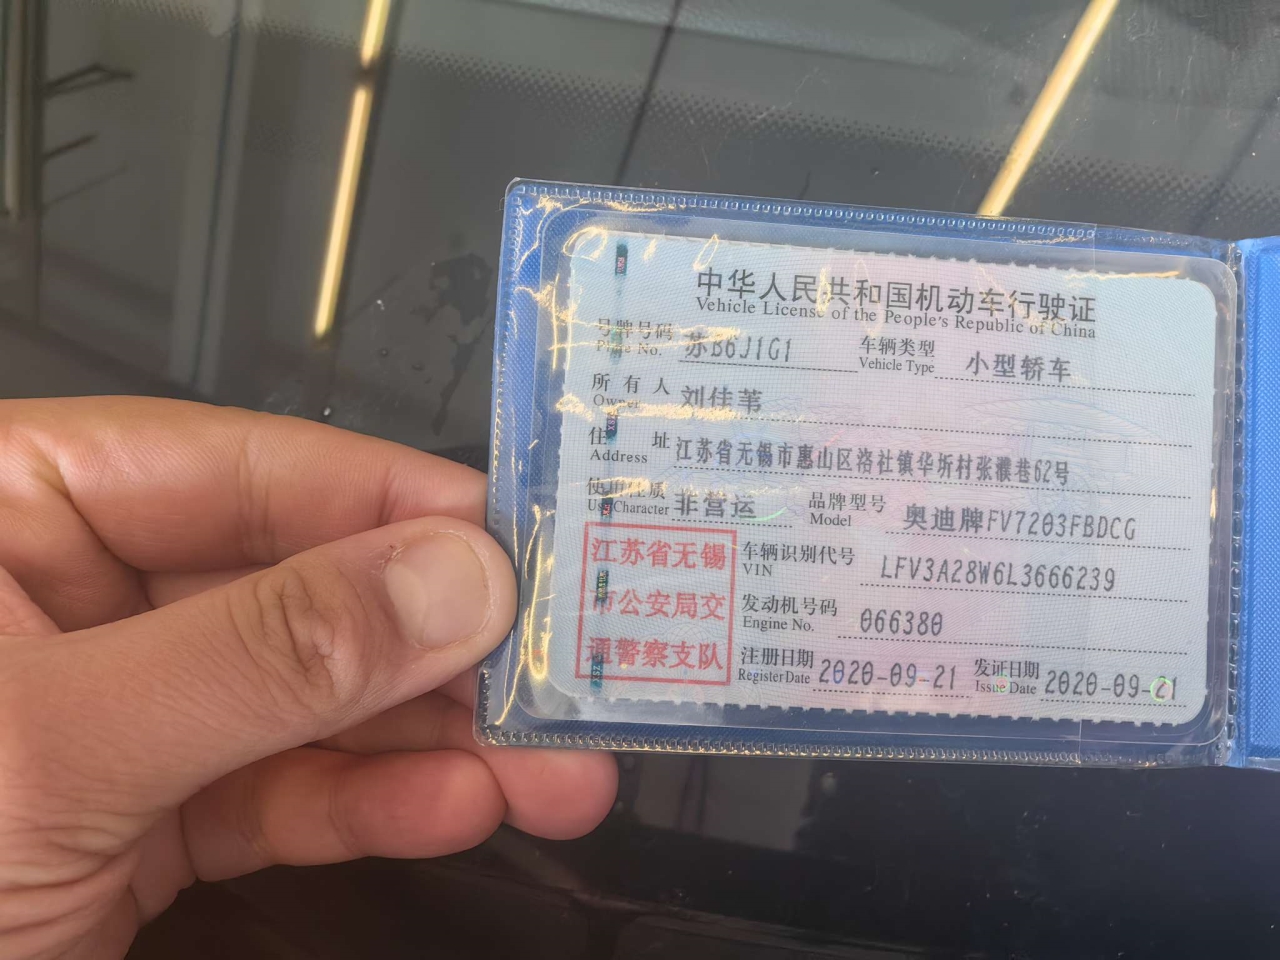 中华人民共和国机动车行驶证
Vehicle License of the People's Republic of China
号牌号码 苏B6J1G1 车辆类型 小型轿车
Plate No. Vehicle Type
所有人 刘佳苇
Owner
住址 江苏省无锡市惠山区洛社镇华圻村张濮巷62号
Address
使用性质 非营运 品牌型号 奥迪牌FV7203FBDCG
Use Character Model
江苏省无锡
市公安局交
通警察支队
车辆识别代号 LFV3A28W6L3666239
VIN
发动机号码 066380
Engine No.
注册日期 2020-09-21 发证日期 2020-09-21
Register Date Issue Date